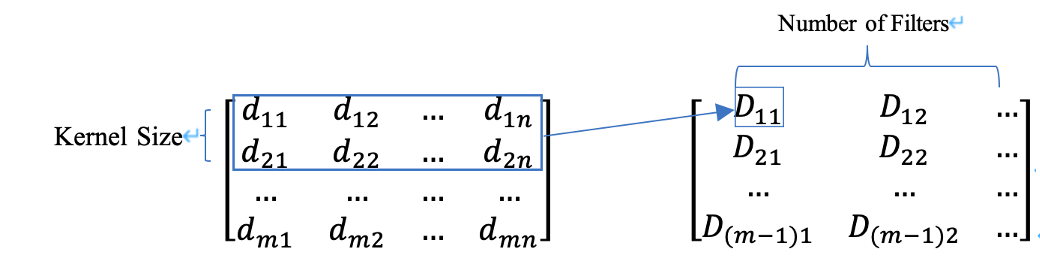 Number of Filters↵
Kernel Size↵
d₁₁ d₁₂ ... d₁ₙ
d₂₁ d₂₂ ... d₂ₙ
... ... ... ...
dₘ₁ dₘ₂ ... dₘₙ
D₁₁ D₁₂ ...
D₂₁ D₂₂ ...
... ... ...
D₍ₘ₋₁₎₁ D₍ₘ₋₁₎₂ ...